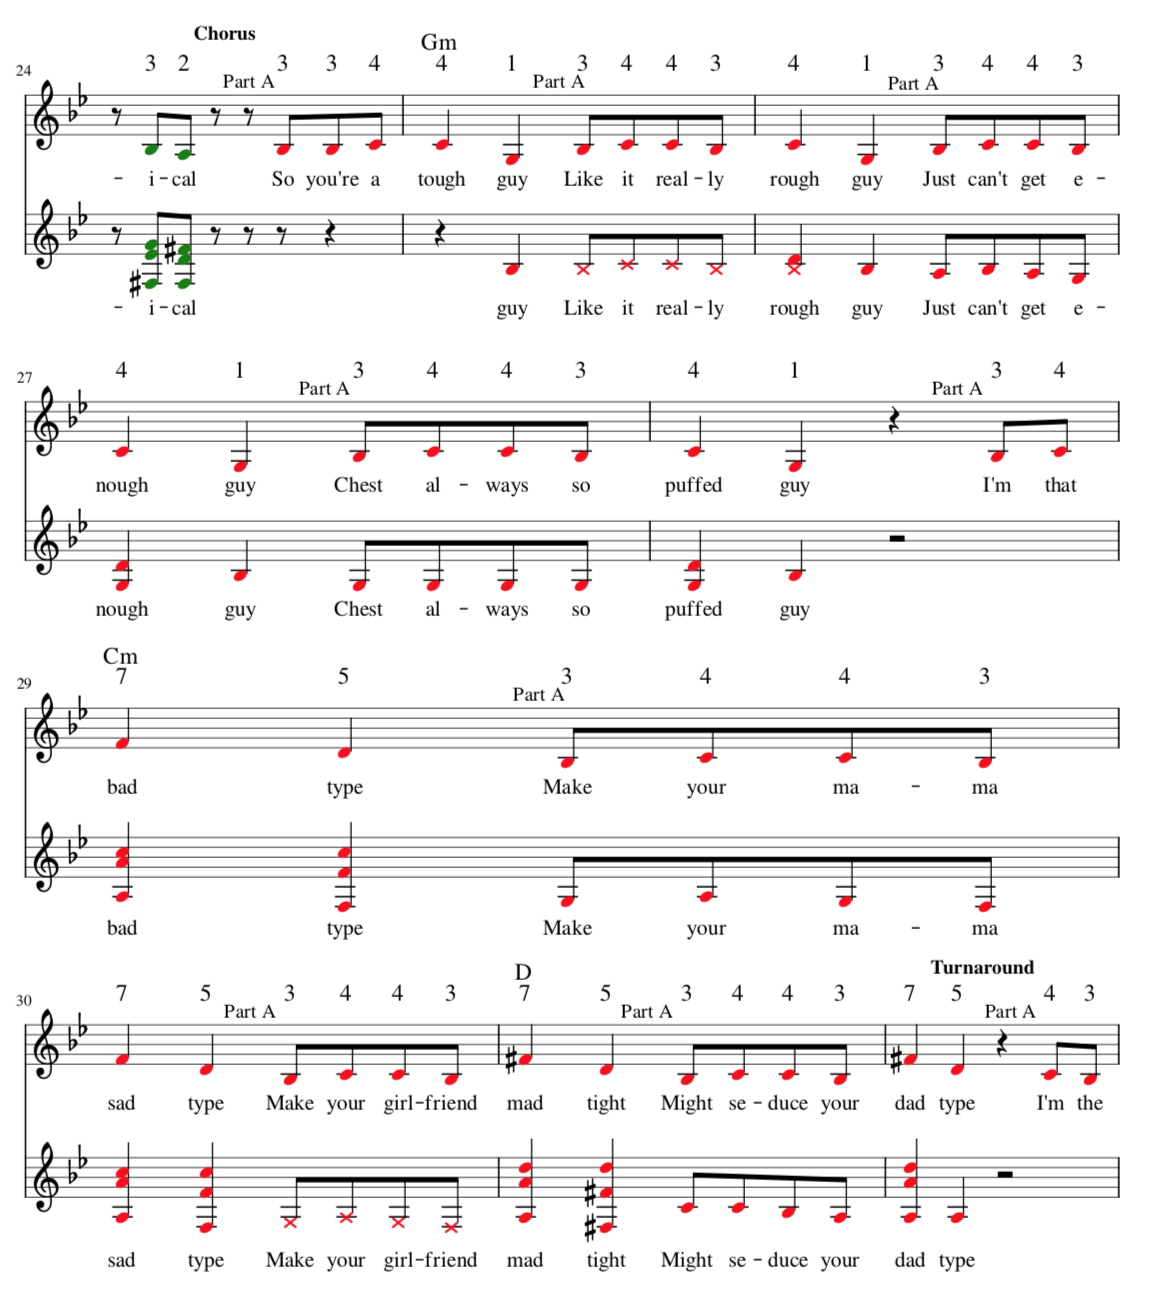 Chorus
Gm
3 2 3 3 4 4 1 3 4 4 3 4 1 3 4 4 3
24
Part A Part A Part A
- i - cal So you're a tough guy Like it real - ly rough guy Just can't get e -
- i - cal guy Like it real - ly rough guy Just can't get e -
4 1 3 4 4 3 4 1 3 4
27
Part A Part A
nough guy Chest al - ways so puffed guy I'm that
nough guy Chest al - ways so puffed guy
Cm
7 5 3 4 4 3
29
Part A
bad type Make your ma - ma
bad type Make your ma - ma
D Turnaround
7 5 3 4 4 3 7 5 3 4 4 3 7 5 4 3
30
Part A Part A Part A
sad type Make your girl - friend mad tight Might se - duce your dad type I'm the
sad type Make your girl - friend mad tight Might se - duce your dad type